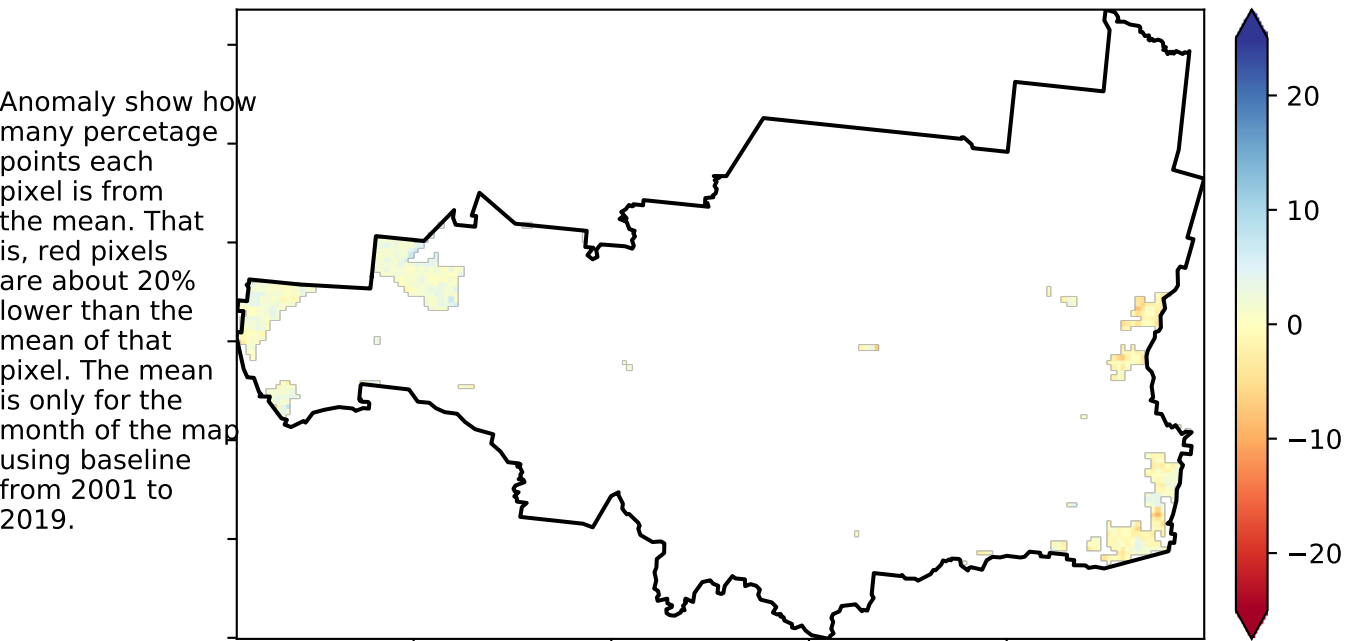 Anomaly show how
many percetage
points each
pixel is from
the mean. That
is, red pixels
are about 20%
lower than the
mean of that
pixel. The mean
is only for the
month of the map
using baseline
from 2001 to
2019.
20
10
0
−10
−20